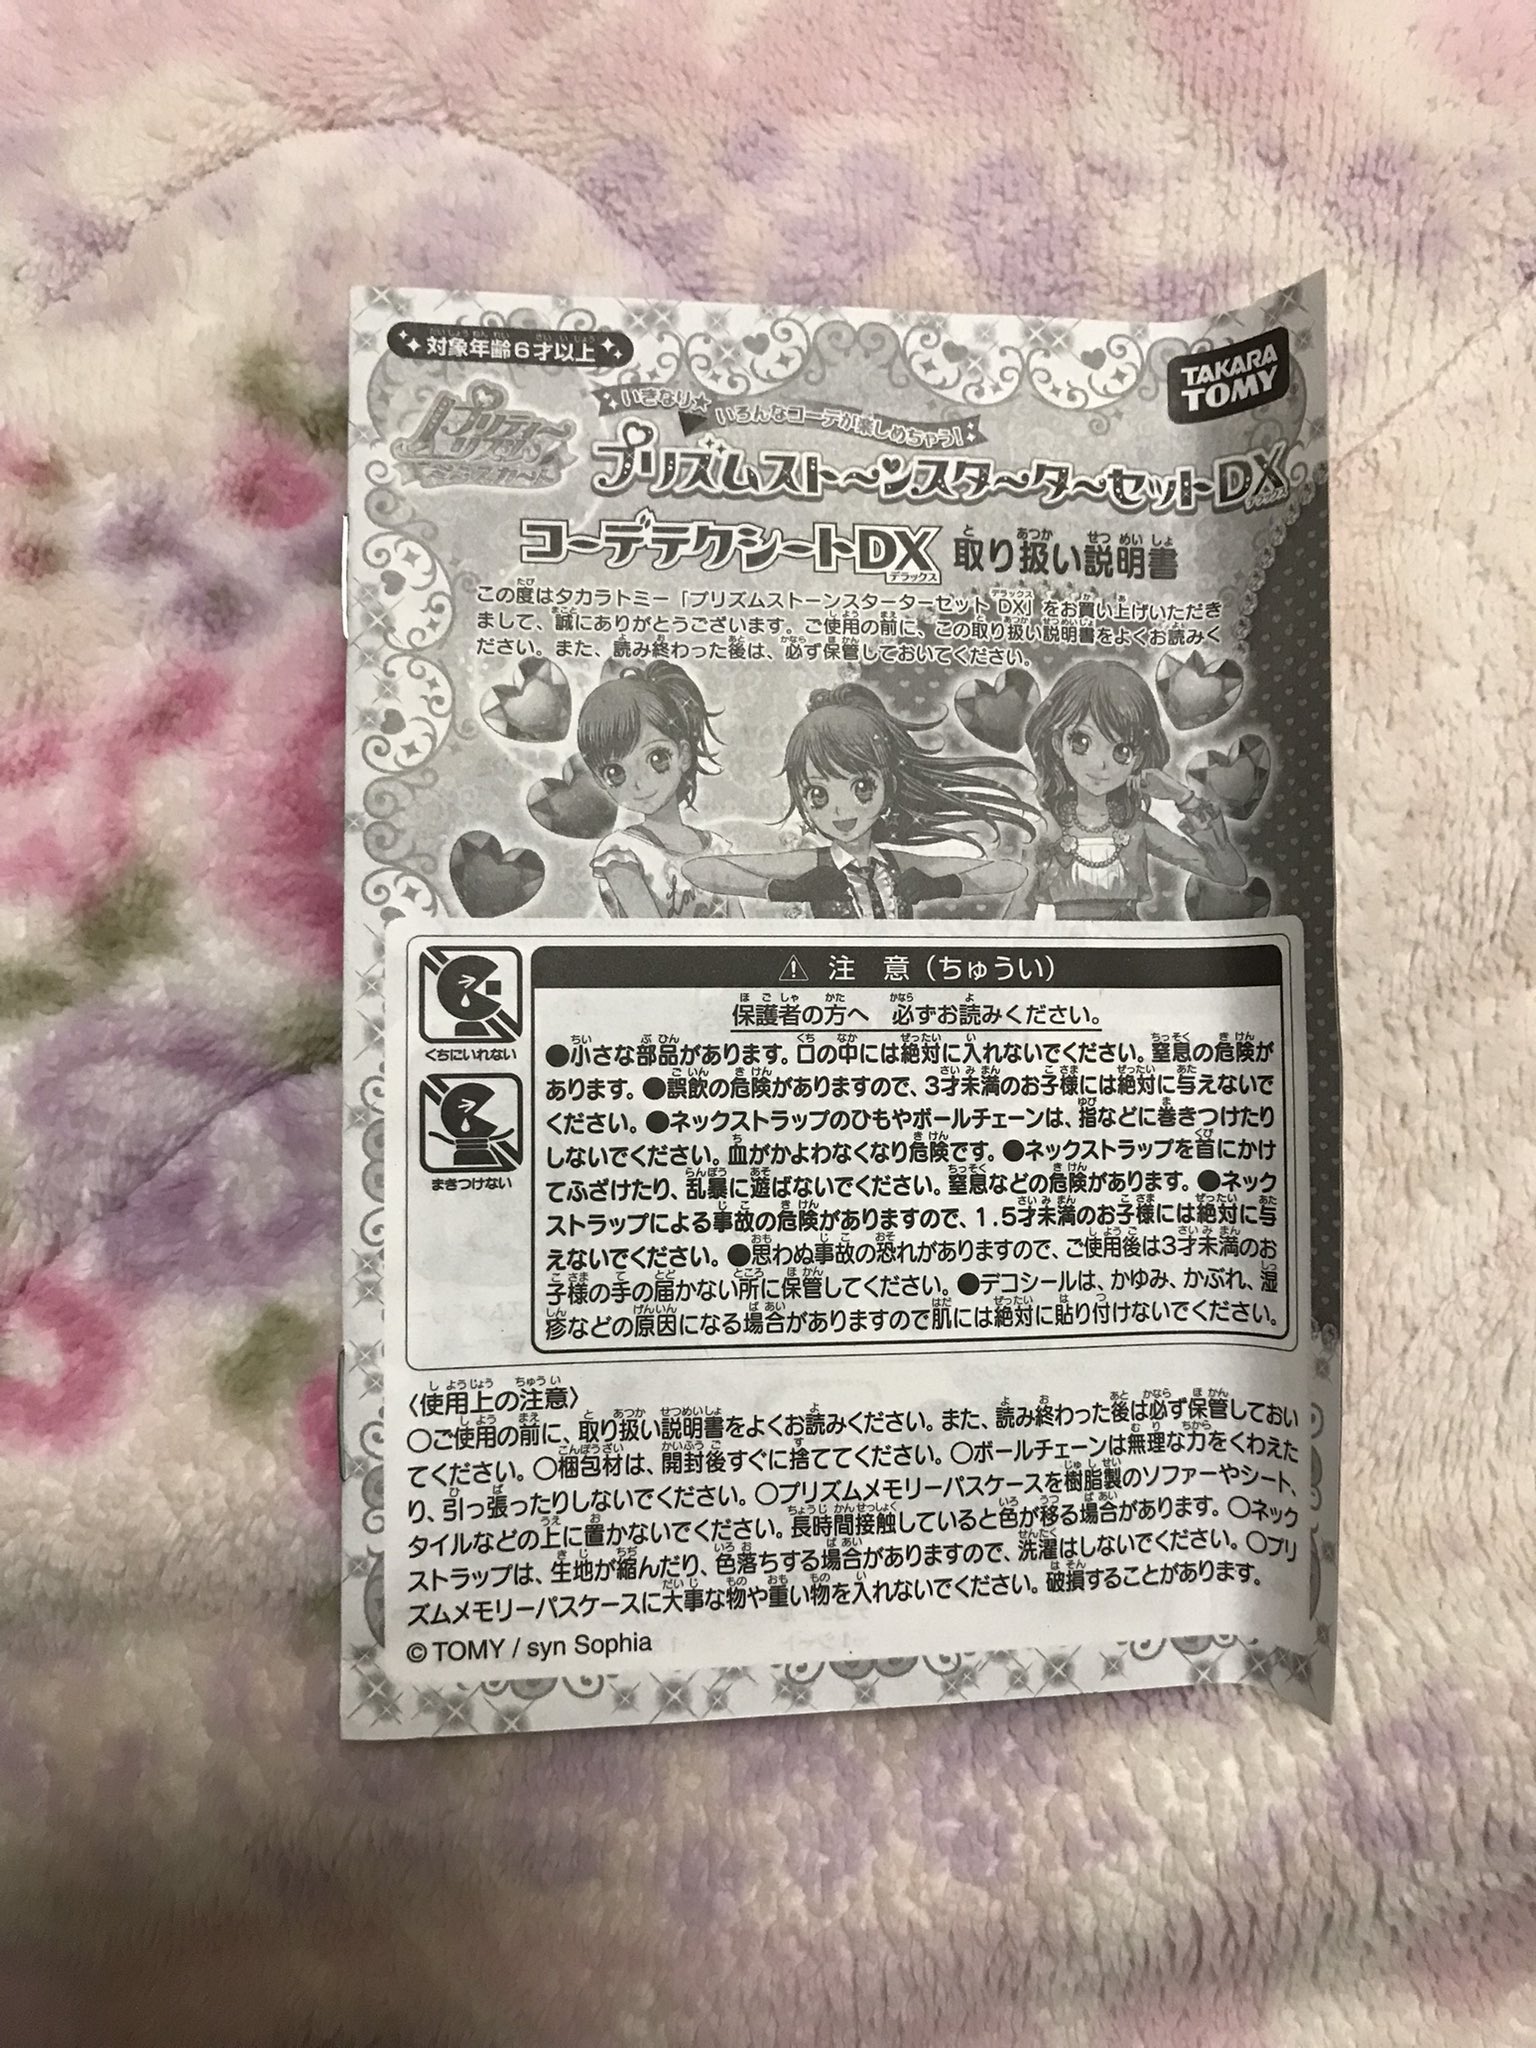 対象年齢6才以上
TAKARA TOMY
プリティーリズム
いきなり★いろんなコーデが楽しめちゃう!
プリズムストーンスターターセットDX
コーデテクシートDX 取り扱い説明書
デラックス
この度はタカラトミー「プリズムストーンスターターセット DX」をお買い上げいただき
まして、誠にありがとうございます。ご使用の前に、この取り扱い説明書をよくお読みく
ださい。また、読み終わった後は、必ず保管しておいてください。
くちにいれない
まきつけない
⚠ 注 意(ちゅうい)
保護者の方へ 必ずお読みください。
●小さな部品があります。口の中には絶対に入れないでください。窒息の危険が
あります。●誤飲の危険がありますので、3才未満のお子様には絶対に与えないで
ください。●ネックストラップのひもやボールチェーンは、指などに巻きつけたり
しないでください。血がかよわなくなり危険です。●ネックストラップを首にかけ
てふざけたり、乱暴に遊ばないでください。窒息などの危険があります。●ネック
ストラップによる事故の危険がありますので、1.5才未満のお子様には絶対に与
えないでください。●思わぬ事故の恐れがありますので、ご使用後は3才未満のお
子様の手の届かない所に保管してください。●デコシールは、かゆみ、かぶれ、湿
疹などの原因になる場合がありますので肌には絶対に貼り付けないでください。
〈使用上の注意〉
○ご使用の前に、取り扱い説明書をよくお読みください。また、読み終わった後は必ず保管しておい
てください。○梱包材は、開封後すぐに捨ててください。○ボールチェーンは無理な力をくわえた
り、引っ張ったりしないでください。○プリズムメモリーパスケースを樹脂製のソファーやシート、
タイルなどの上に置かないでください。長時間接触していると色が移る場合があります。○ネック
ストラップは、生地が縮んだり、色落ちする場合がありますので、洗濯はしないでください。○プリ
ズムメモリーパスケースに大事な物や重い物を入れないでください。破損することがあります。
© TOMY / syn Sophia